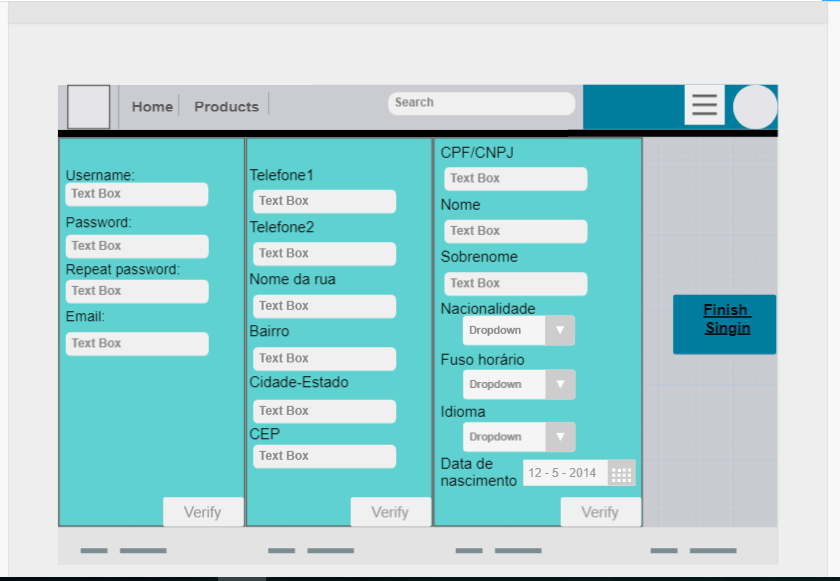 Home
Products
Search
Username:
Text Box
Password:
Text Box
Repeat password:
Text Box
Email:
Text Box
Verify
Telefone1
Text Box
Telefone2
Text Box
Nome da rua
Text Box
Bairro
Text Box
Cidade-Estado
Text Box
CEP
Text Box
Verify
CPF/CNPJ
Text Box
Nome
Text Box
Sobrenome
Text Box
Nacionalidade
Dropdown
Fuso horário
Dropdown
Idioma
Dropdown
Data de
nascimento
12 - 5 - 2014
Verify
Finish
Singin